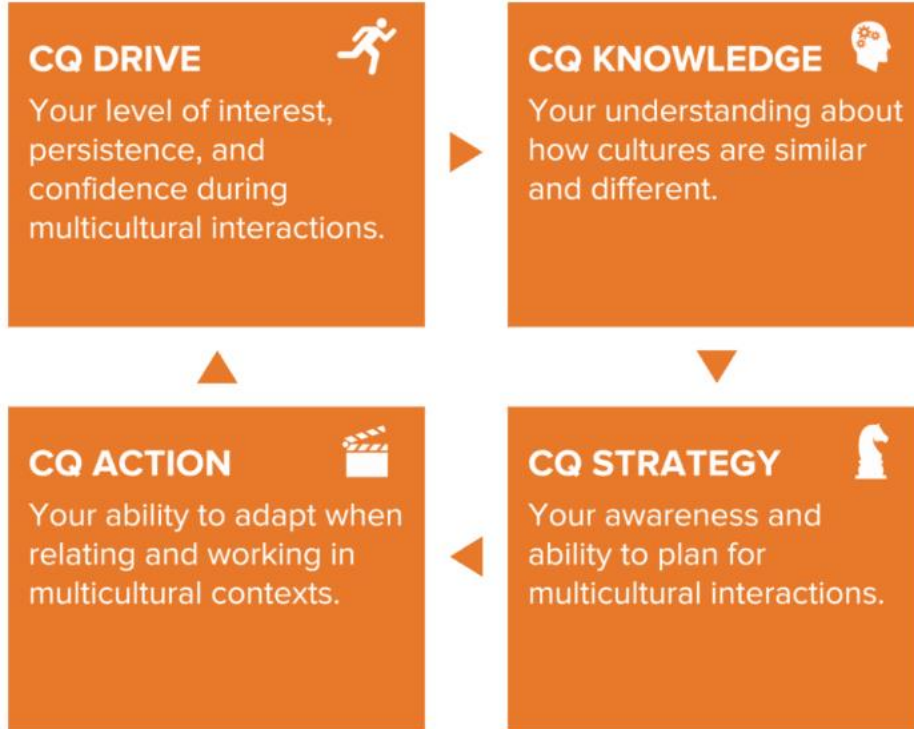 CQ DRIVE
Your level of interest,
persistence, and
confidence during
multicultural interactions.
CQ KNOWLEDGE
Your understanding about
how cultures are similar
and different.
CQ ACTION
Your ability to adapt when
relating and working in
multicultural contexts.
CQ STRATEGY
Your awareness and
ability to plan for
multicultural interactions.